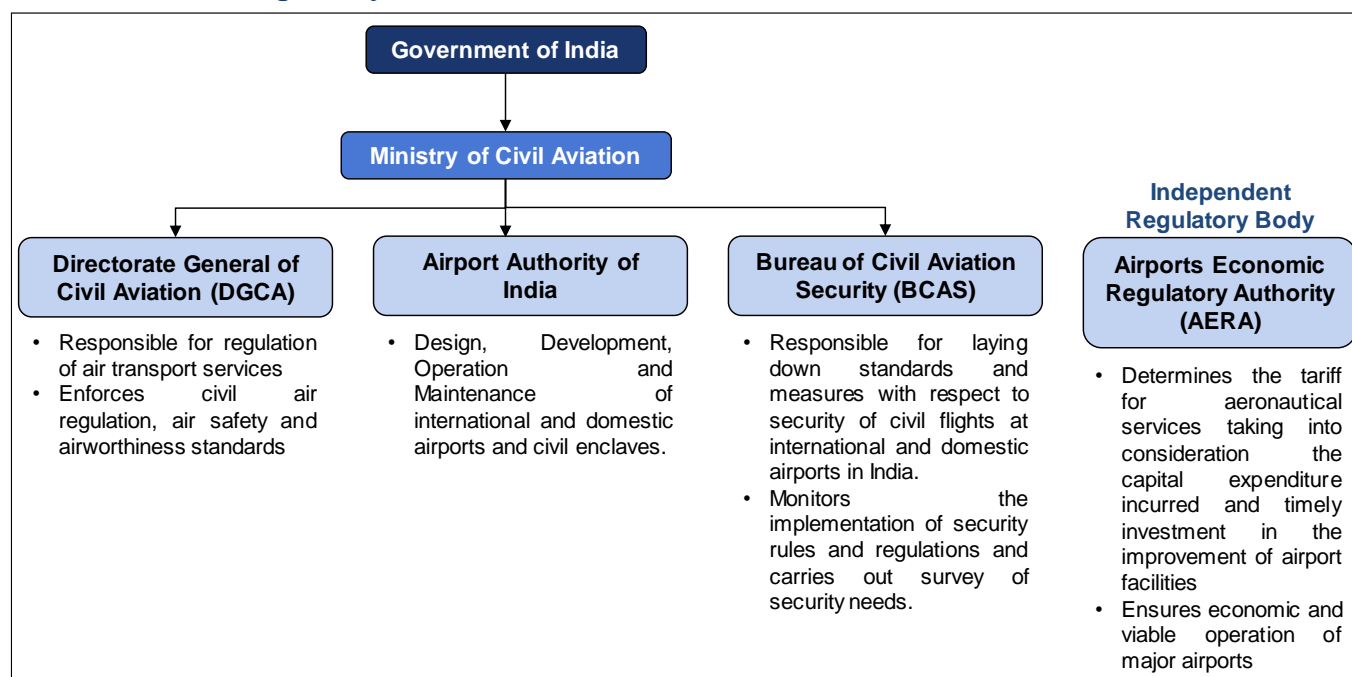 Government of India
Ministry of Civil Aviation
Independent
Regulatory Body
Directorate General of
Civil Aviation (DGCA)
• Responsible for regulation
of air transport services
• Enforces civil air
regulation, air safety and
airworthiness standards
Airport Authority of
India
• Design, Development,
Operation and
Maintenance of
international and domestic
airports and civil enclaves.
Bureau of Civil Aviation
Security (BCAS)
• Responsible for laying
down standards and
measures with respect to
security of civil flights at
international and domestic
airports in India.
• Monitors the
implementation of security
rules and regulations and
carries out survey of
security needs.
Airports Economic
Regulatory Authority
(AERA)
• Determines the tariff
for aeronautical
services taking into
consideration the
capital expenditure
incurred and timely
investment in the
improvement of airport
facilities
• Ensures economic and
viable operation of
major airports